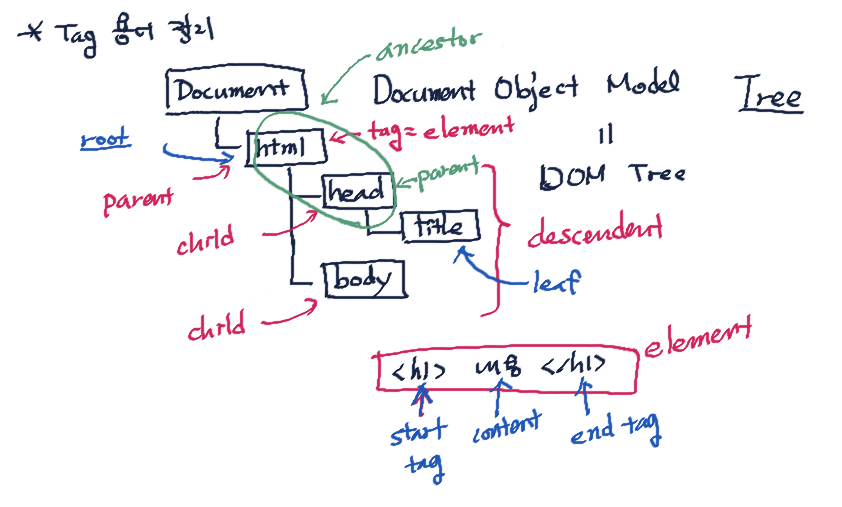 * Tag 용어 정리
ancestor
Document
Document Object Model
Tree
root
html
tag = element
||
parent
head
parent
DOM Tree
child
title
descendent
body
leaf
child
element
<h1> 내용 </h1>
start tag
content
end tag